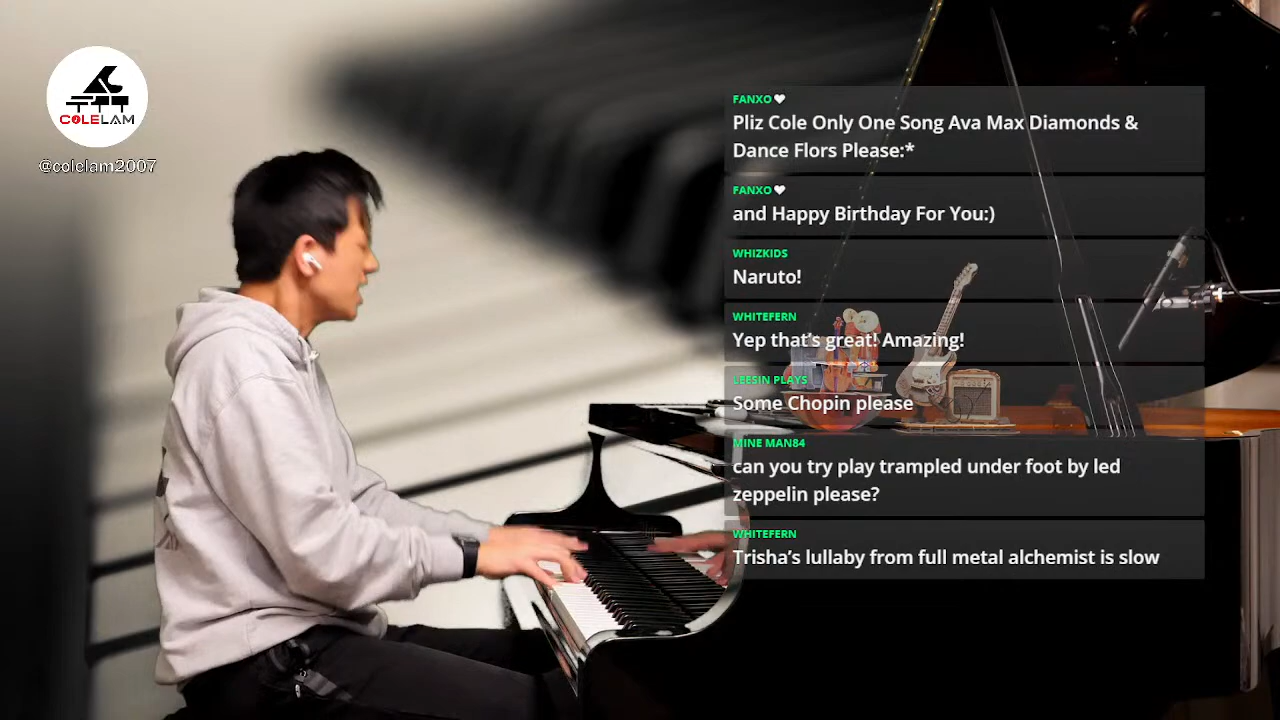 COLELAM
@colelam2007
FANXO🤍
Pliz Cole Only One Song Ava Max Diamonds &
Dance Flors Please:*
FANXO🤍
and Happy Birthday For You:)
WHIZKIDS
Naruto!
WHITEFERN
Yep that's great! Amazing!
LEESIN PLAYS
Some Chopin please
MINE MAN84
can you try play trampled under foot by led
zeppelin please?
WHITEFERN
Trisha's lullaby from full metal alchemist is slow